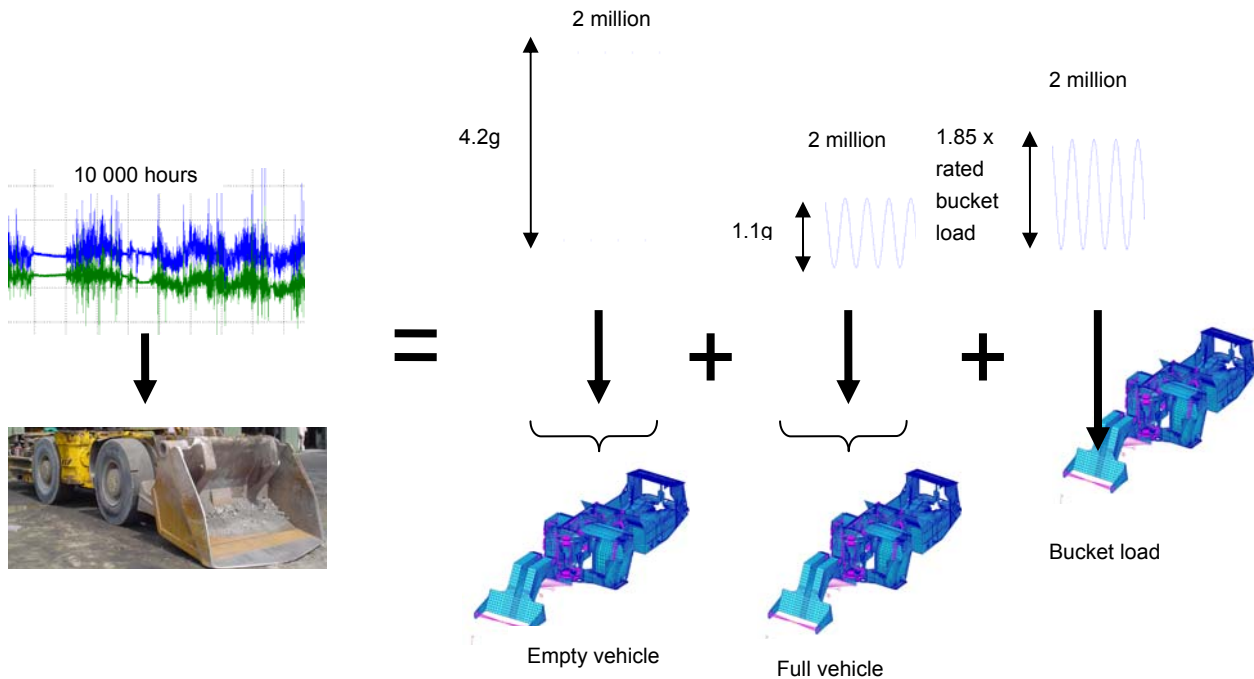 2 million
4.2g
10 000 hours
2 million
1.1g
2 million
1.85 x
rated
bucket
load
=
+
+
Empty vehicle
Full vehicle
Bucket load